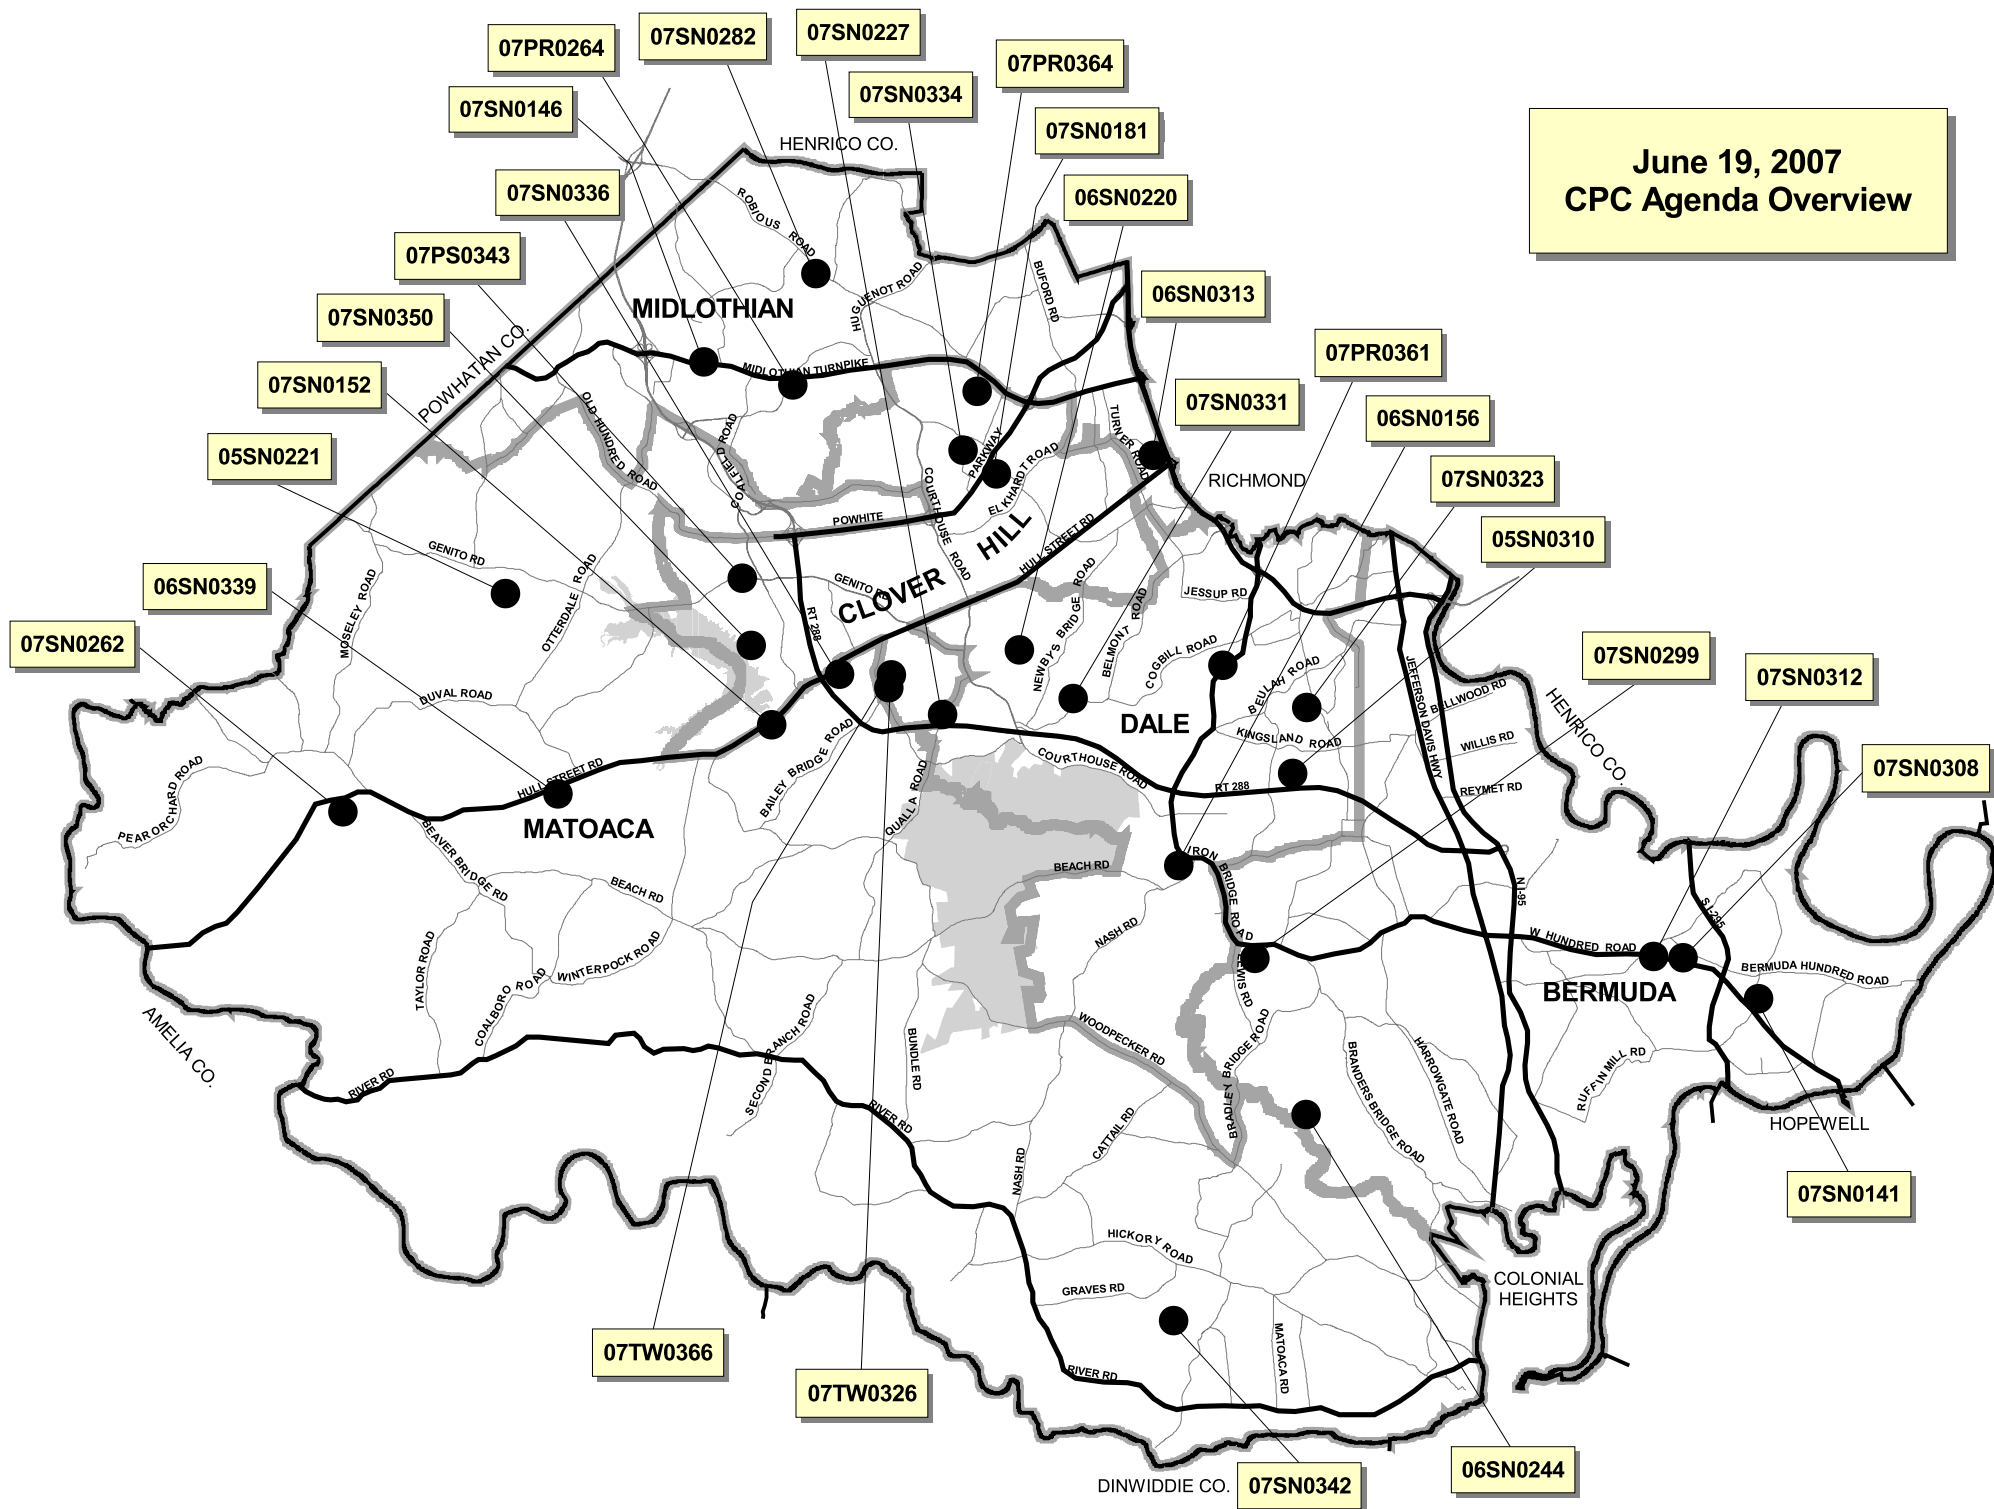 07PR0264
07SN0282
07SN0227
07PR0364
07SN0146
07SN0334
07SN0181
June 19, 2007
CPC Agenda Overview
HENRICO CO.
07SN0336
06SN0220
ROBIOUS ROAD
07PS0343
HUGUENOT ROAD
BUFORD RD
06SN0313
MIDLOTHIAN
07SN0350
POWHATAN CO.
07PR0361
07SN0152
MIDLOTHIAN TURNPIKE
07SN0331
06SN0156
OLD HUNDRED ROAD
COALFIELD ROAD
TURNER ROAD
05SN0221
PARKWAY
ELKHARDT ROAD
COURTHOUSE ROAD
RICHMOND
07SN0323
POWHITE
HULL STREET RD
05SN0310
GENITO RD
MOSELEY ROAD
OTTERDALE ROAD
GENITO RD
CLOVER HILL
06SN0339
RT 288
NEWBYS BRIDGE ROAD
BELMONT ROAD
JESSUP RD
07SN0262
COGBILL ROAD
BEULAH ROAD
JEFFERSON DAVIS HWY
07SN0299
DUVAL ROAD
BELLWOOD RD
HENRICO CO.
07SN0312
DALE
KINGSLAND ROAD
WILLIS RD
PEAR ORCHARD ROAD
HULL STREET RD
BAILEY BRIDGE ROAD
QUALLA ROAD
COURTHOUSE ROAD
RT 288
REYMET RD
07SN0308
MATOACA
BEAVER BRIDGE RD
BEACH RD
BEACH RD
IRON BRIDGE ROAD
N I-95
S I-295
TAYLOR ROAD
COALBORO ROAD
WINTERPOCK ROAD
NASH RD
LEWIS RD
W HUNDRED ROAD
BERMUDA HUNDRED ROAD
BERMUDA
AMELIA CO.
SECOND BRANCH ROAD
BUNDLE RD
WOODPECKER RD
BRADLEY BRIDGE ROAD
BRANDERS BRIDGE ROAD
HARROWGATE ROAD
RUFFIN MILL RD
RIVER RD
RIVER RD
CATTAIL RD
HOPEWELL
NASH RD
07SN0141
HICKORY ROAD
GRAVES RD
COLONIAL
HEIGHTS
MATOACA RD
07TW0366
07TW0326
RIVER RD
06SN0244
DINWIDDIE CO.
07SN0342